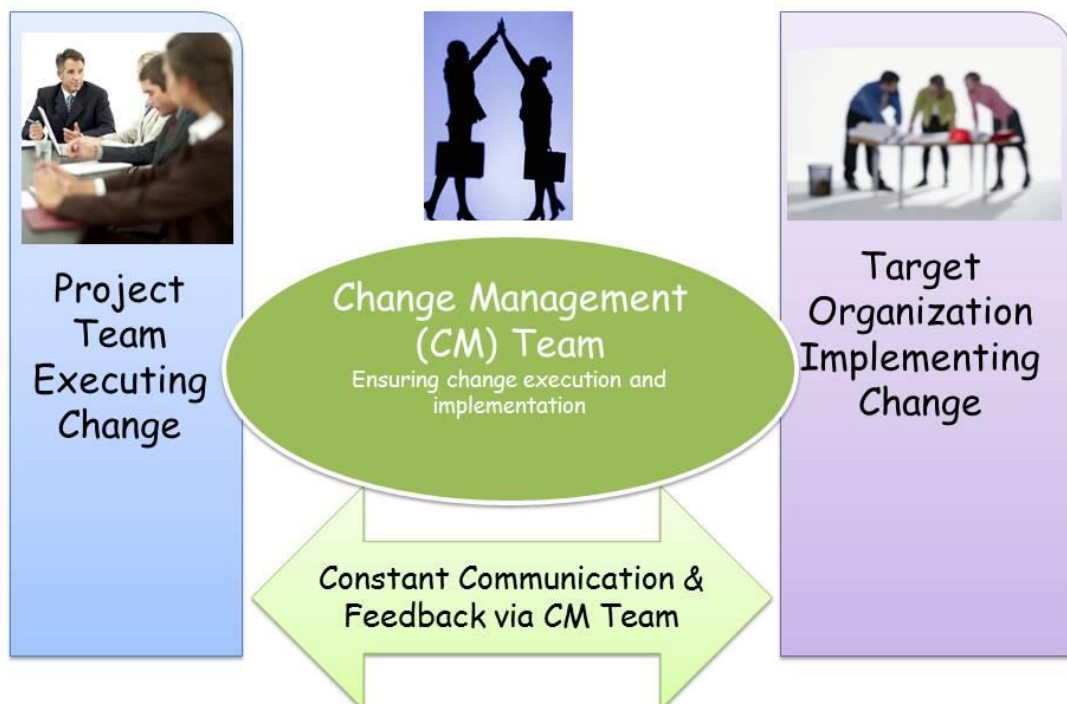 Project
Team
Executing
Change
Change Management
(CM) Team
Ensuring change execution and
implementation
Target
Organization
Implementing
Change
Constant Communication &
Feedback via CM Team